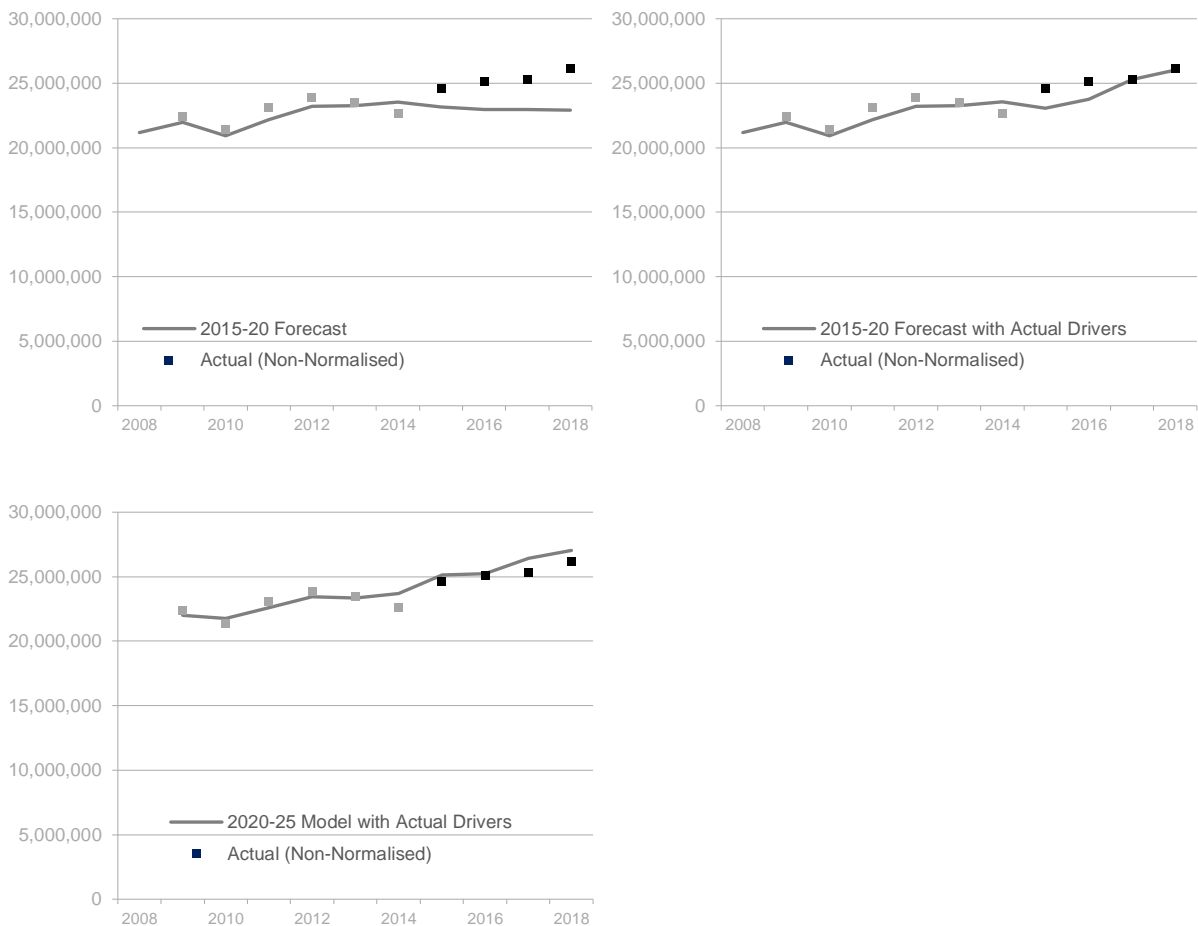 30,000,000
25,000,000
20,000,000
15,000,000
10,000,000
5,000,000
0
2015-20 Forecast
Actual (Non-Normalised)
2008 2010 2012 2014 2016 2018
30,000,000
25,000,000
20,000,000
15,000,000
10,000,000
5,000,000
0
2015-20 Forecast with Actual Drivers
Actual (Non-Normalised)
2008 2010 2012 2014 2016 2018
30,000,000
25,000,000
20,000,000
15,000,000
10,000,000
5,000,000
0
2020-25 Model with Actual Drivers
Actual (Non-Normalised)
2008 2010 2012 2014 2016 2018